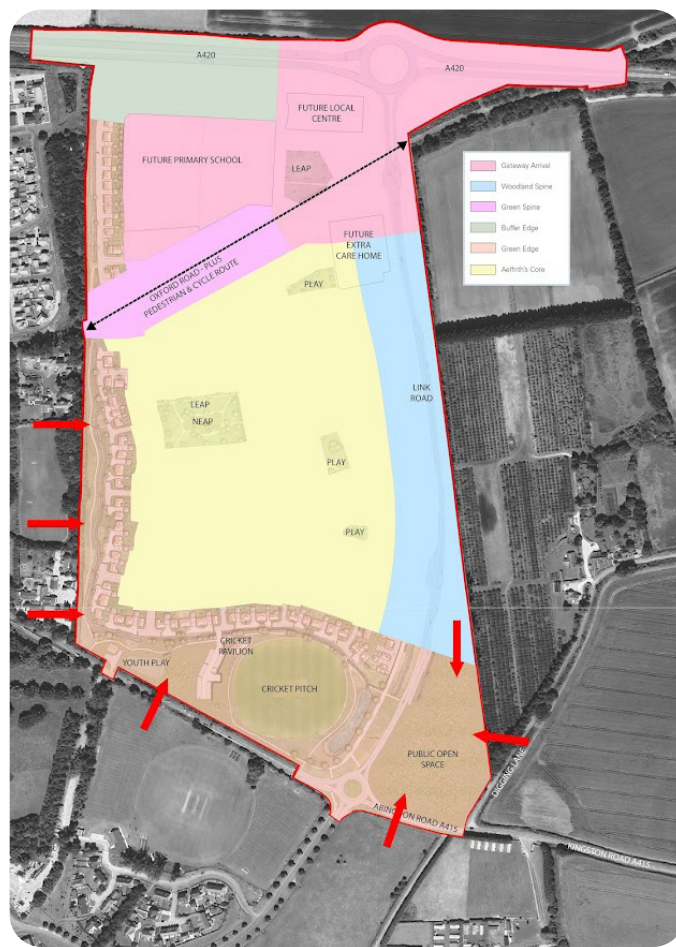 A420
A420
FUTURE LOCAL
CENTRE
FUTURE PRIMARY SCHOOL
LEAP
Gateway Arrival
Woodland Spine
Green Spine
Buffer Edge
Green Edge
Aelfrith's Core
FUTURE
EXTRA
CARE HOME
OXFORD ROAD - PLUS
PEDESTRIAN & CYCLE ROUTE
PLAY
LINK
ROAD
LEAP
NEAP
PLAY
PLAY
CRICKET
PAVILION
YOUTH PLAY
CRICKET PITCH
PUBLIC OPEN
SPACE
DIGGING LANE
ABINGTON ROAD A415
KINGSTON ROAD A415